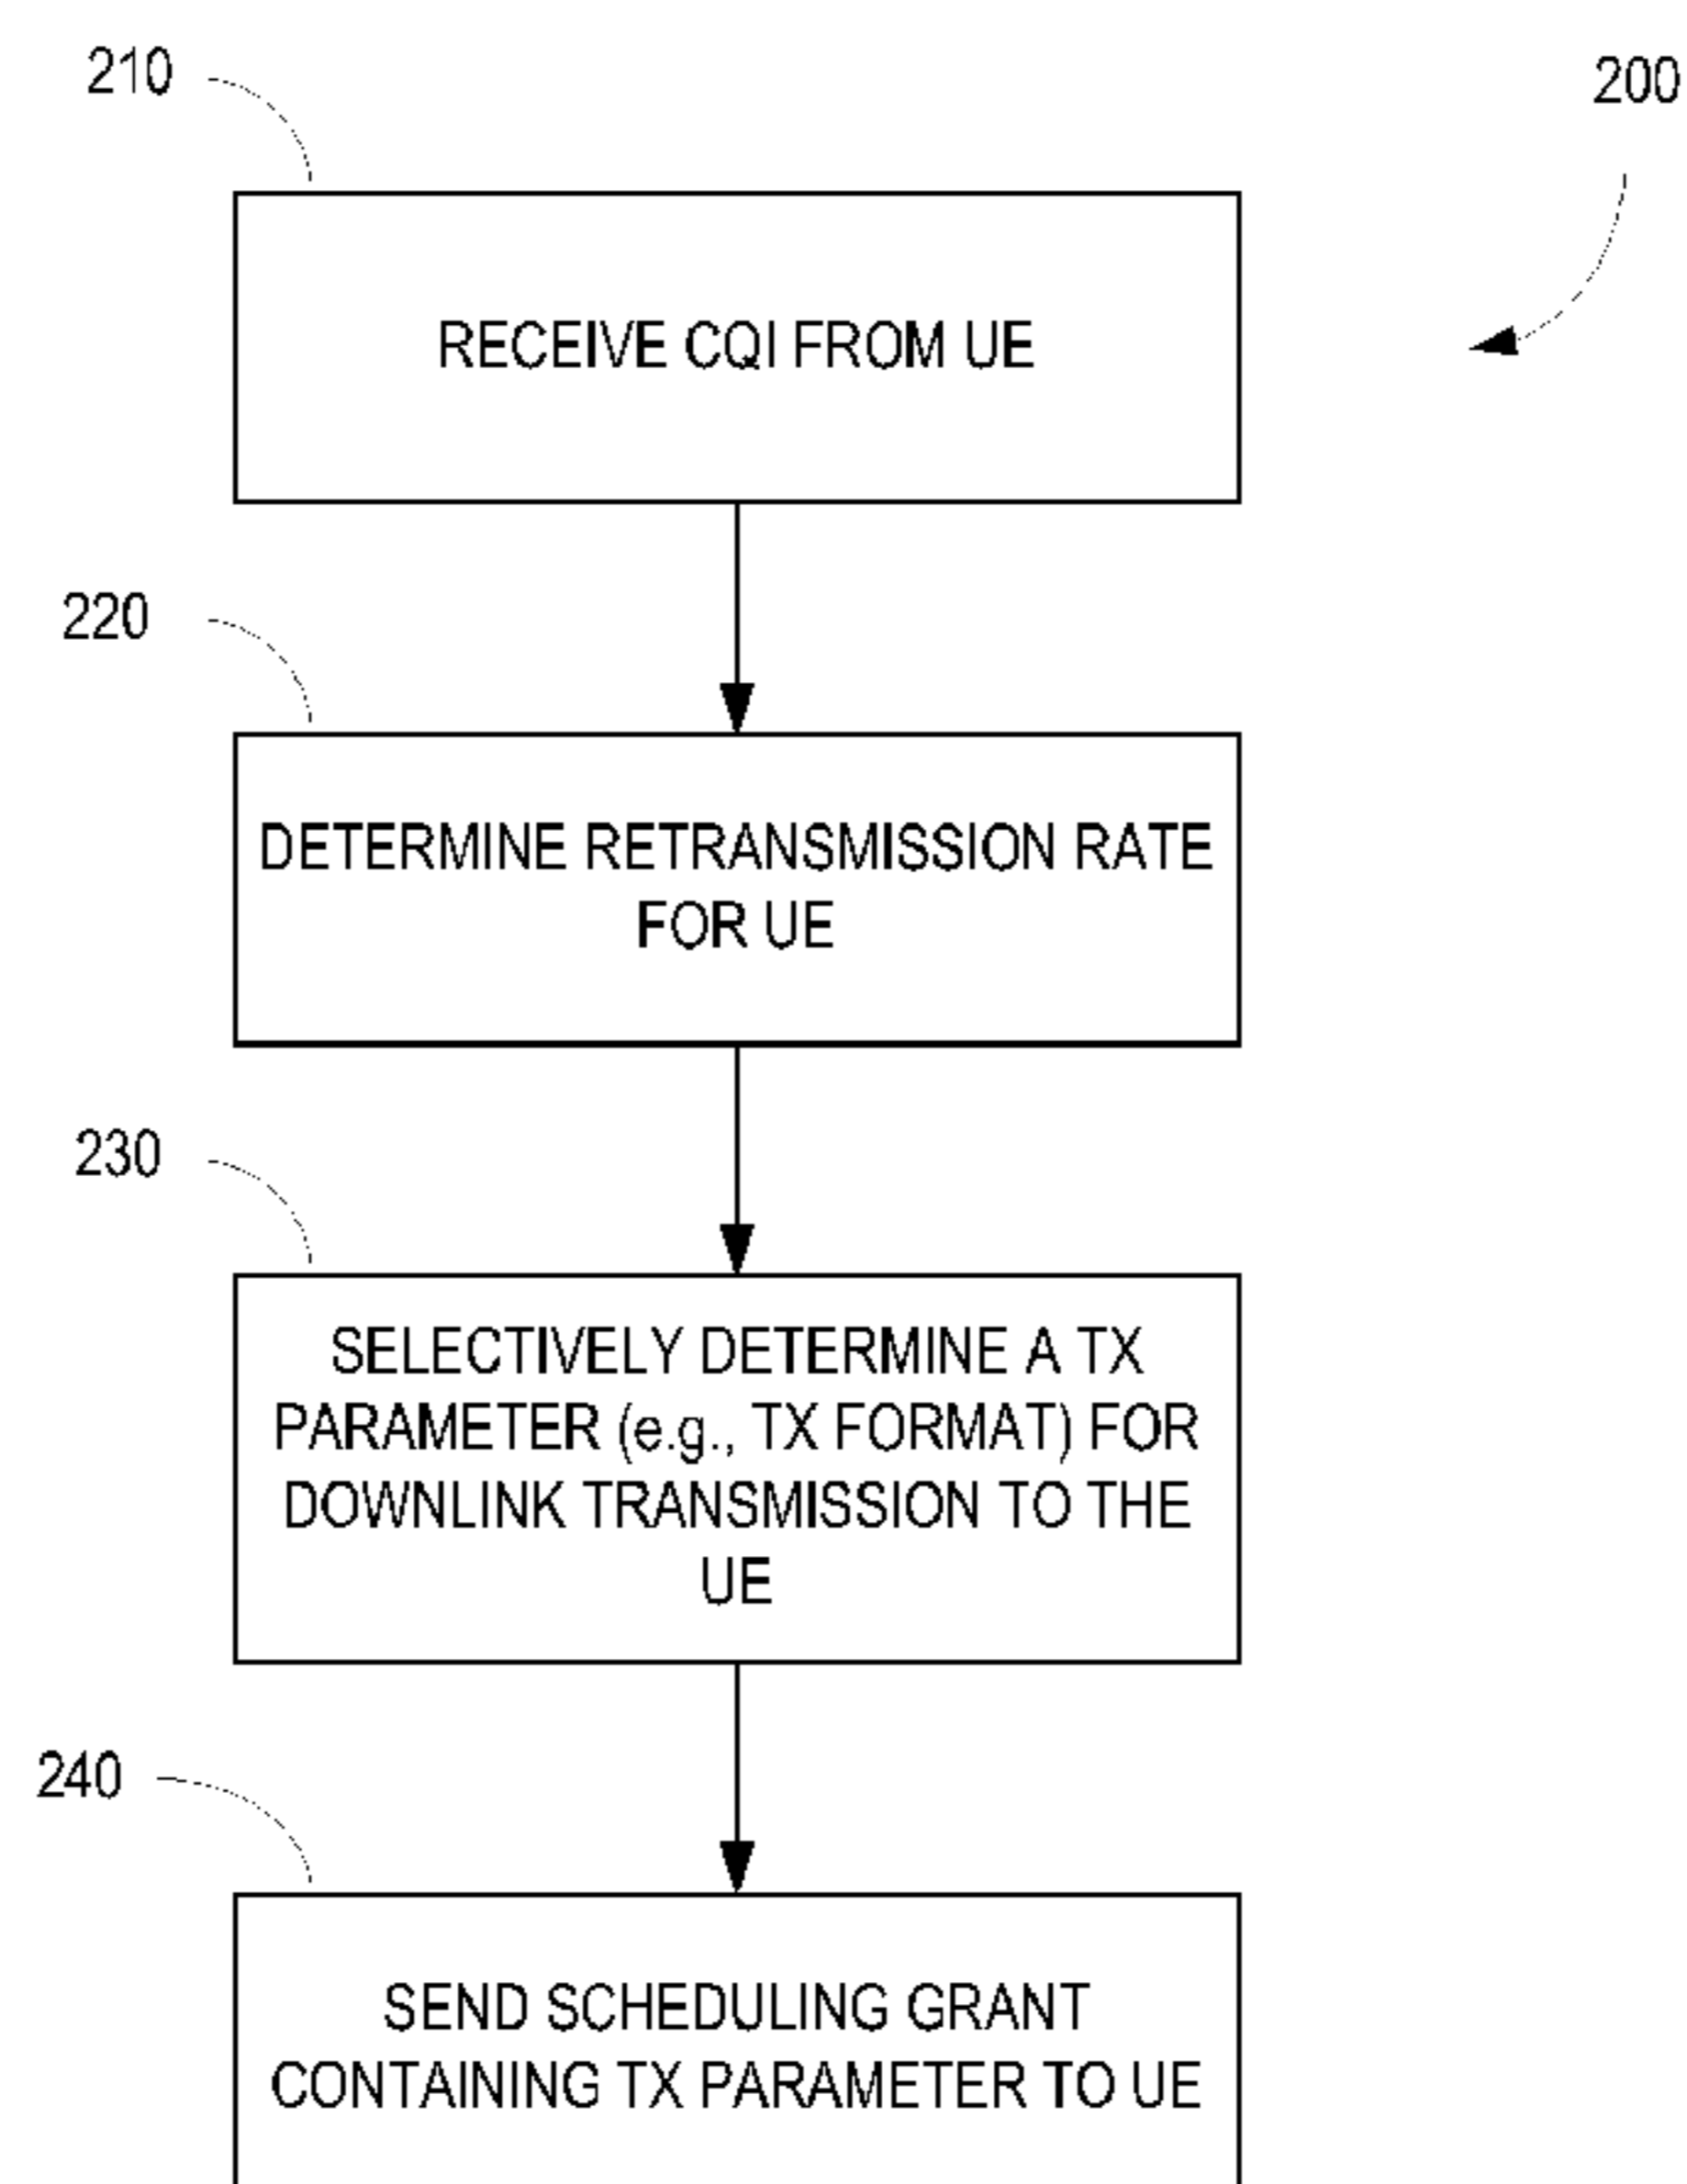 210
200
RECEIVE CQI FROM UE
220
DETERMINE RETRANSMISSION RATE
FOR UE
230
SELECTIVELY DETERMINE A TX
PARAMETER (e.g., TX FORMAT) FOR
DOWNLINK TRANSMISSION TO THE
UE
240
SEND SCHEDULING GRANT
CONTAINING TX PARAMETER TO UE